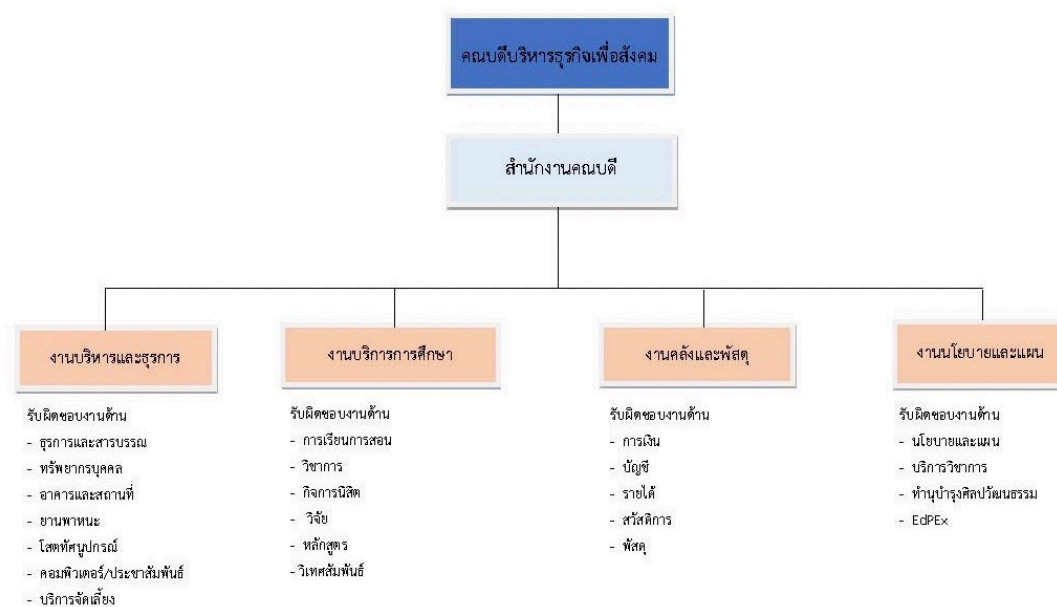 คณบดีบริหารธุรกิจเพื่อสังคม
สำนักงานคณบดี
งานบริหารและธุรการ
รับผิดชอบงานด้าน
- ธุรการและสารบรรณ
- ทรัพยากรบุคคล
- อาคารและสถานที่
- ยานพาหนะ
- โสตทัศนูปกรณ์
- คอมพิวเตอร์/ประชาสัมพันธ์
- บริการจัดเลี้ยง
งานบริการการศึกษา
รับผิดชอบงานด้าน
- การเรียนการสอน
- วิชาการ
- กิจการนิสิต
- วิจัย
- หลักสูตร
- วิเทศสัมพันธ์
งานคลังและพัสดุ
รับผิดชอบงานด้าน
- การเงิน
- บัญชี
- รายได้
- สวัสดิการ
- พัสดุ
งานนโยบายและแผน
รับผิดชอบงานด้าน
- นโยบายและแผน
- บริการวิชาการ
- ทำนุบำรุงศิลปวัฒนธรรม
- EdPEx